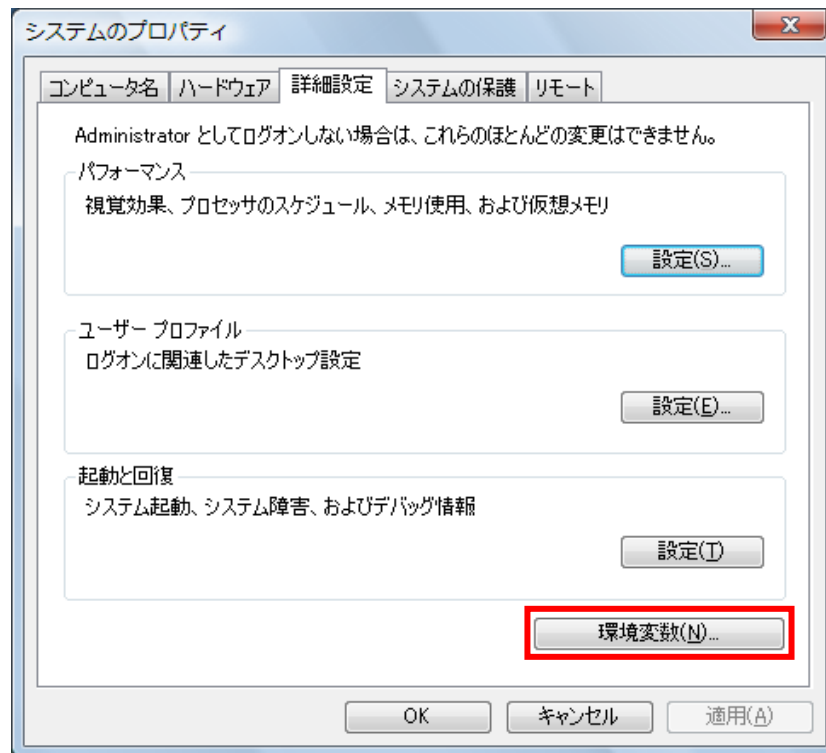 システムのプロパティ
コンピュータ名 ハードウェア 詳細設定 システムの保護 リモート
Administrator としてログオンしない場合は、これらのほとんどの変更はできません。
パフォーマンス
視覚効果、プロセッサのスケジュール、メモリ使用、および仮想メモリ
設定(S)...
ユーザー プロファイル
ログオンに関連したデスクトップ設定
設定(E)...
起動と回復
システム起動、システム障害、およびデバッグ情報
設定(T)
環境変数(N)...
OK キャンセル 適用(A)